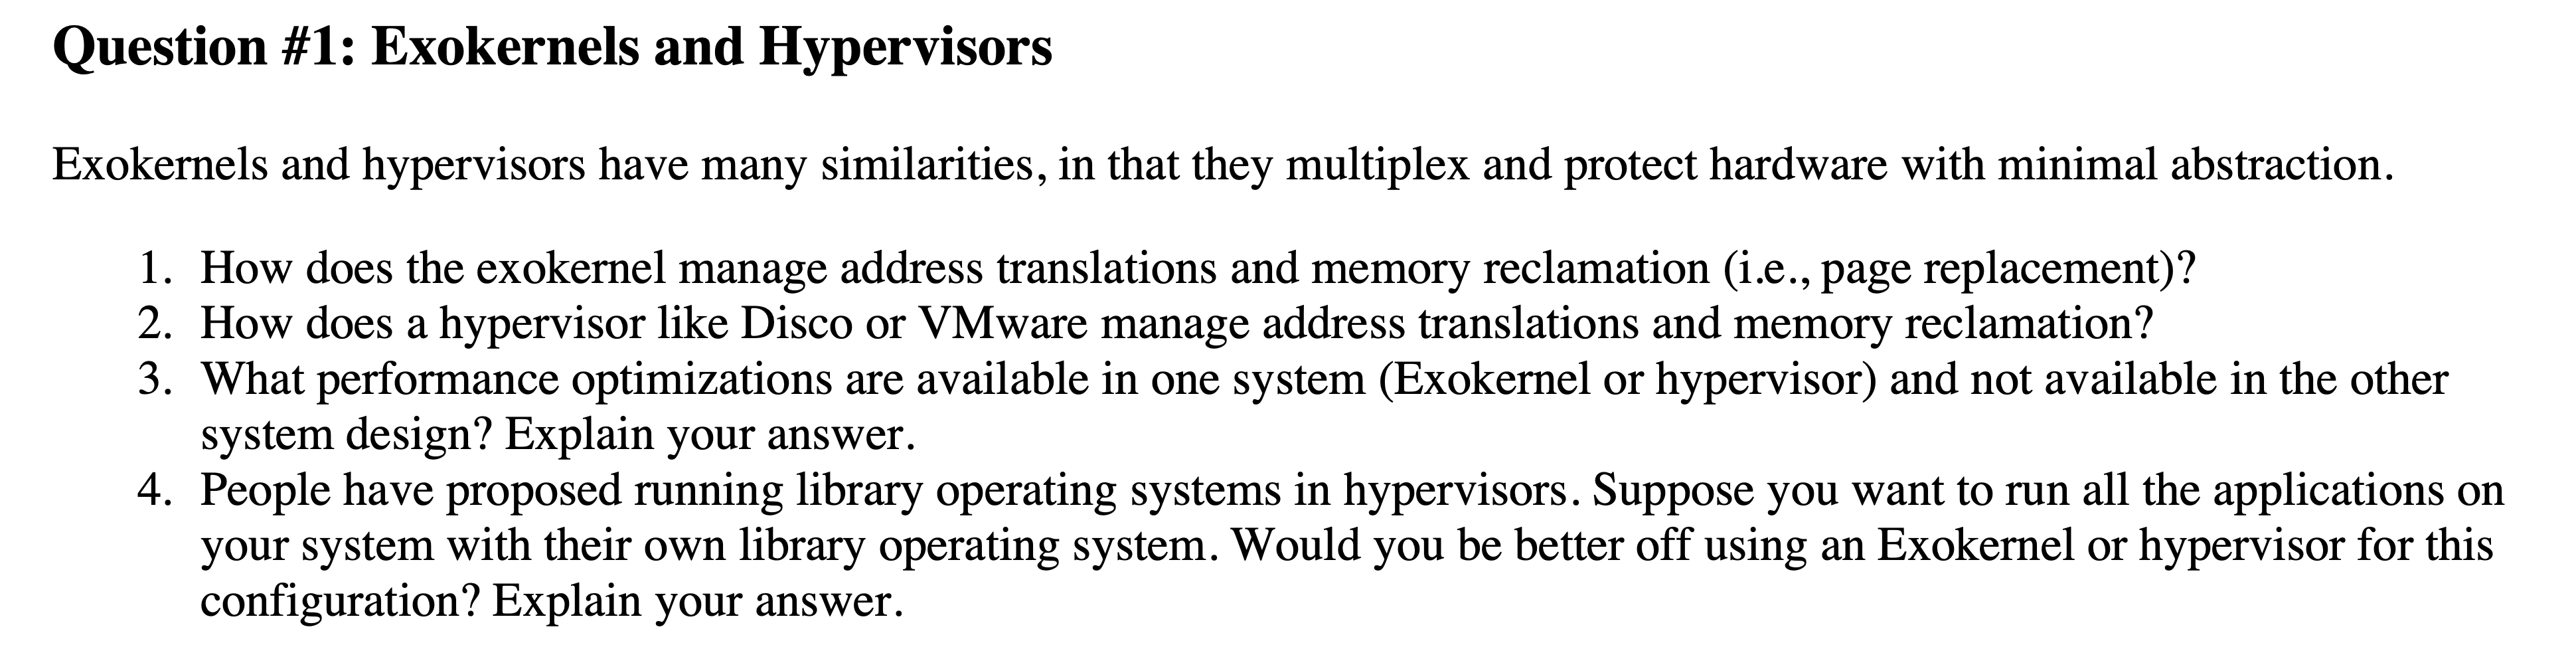 Question #1: Exokernels and Hypervisors
Exokernels and hypervisors have many similarities, in that they multiplex and protect hardware with minimal abstraction.
1. How does the exokernel manage address translations and memory reclamation (i.e., page replacement)?
2. How does a hypervisor like Disco or VMware manage address translations and memory reclamation?
3. What performance optimizations are available in one system (Exokernel or hypervisor) and not available in the other
system design? Explain your answer.
4. People have proposed running library operating systems in hypervisors. Suppose you want to run all the applications on
your system with their own library operating system. Would you be better off using an Exokernel or hypervisor for this
configuration? Explain your answer.